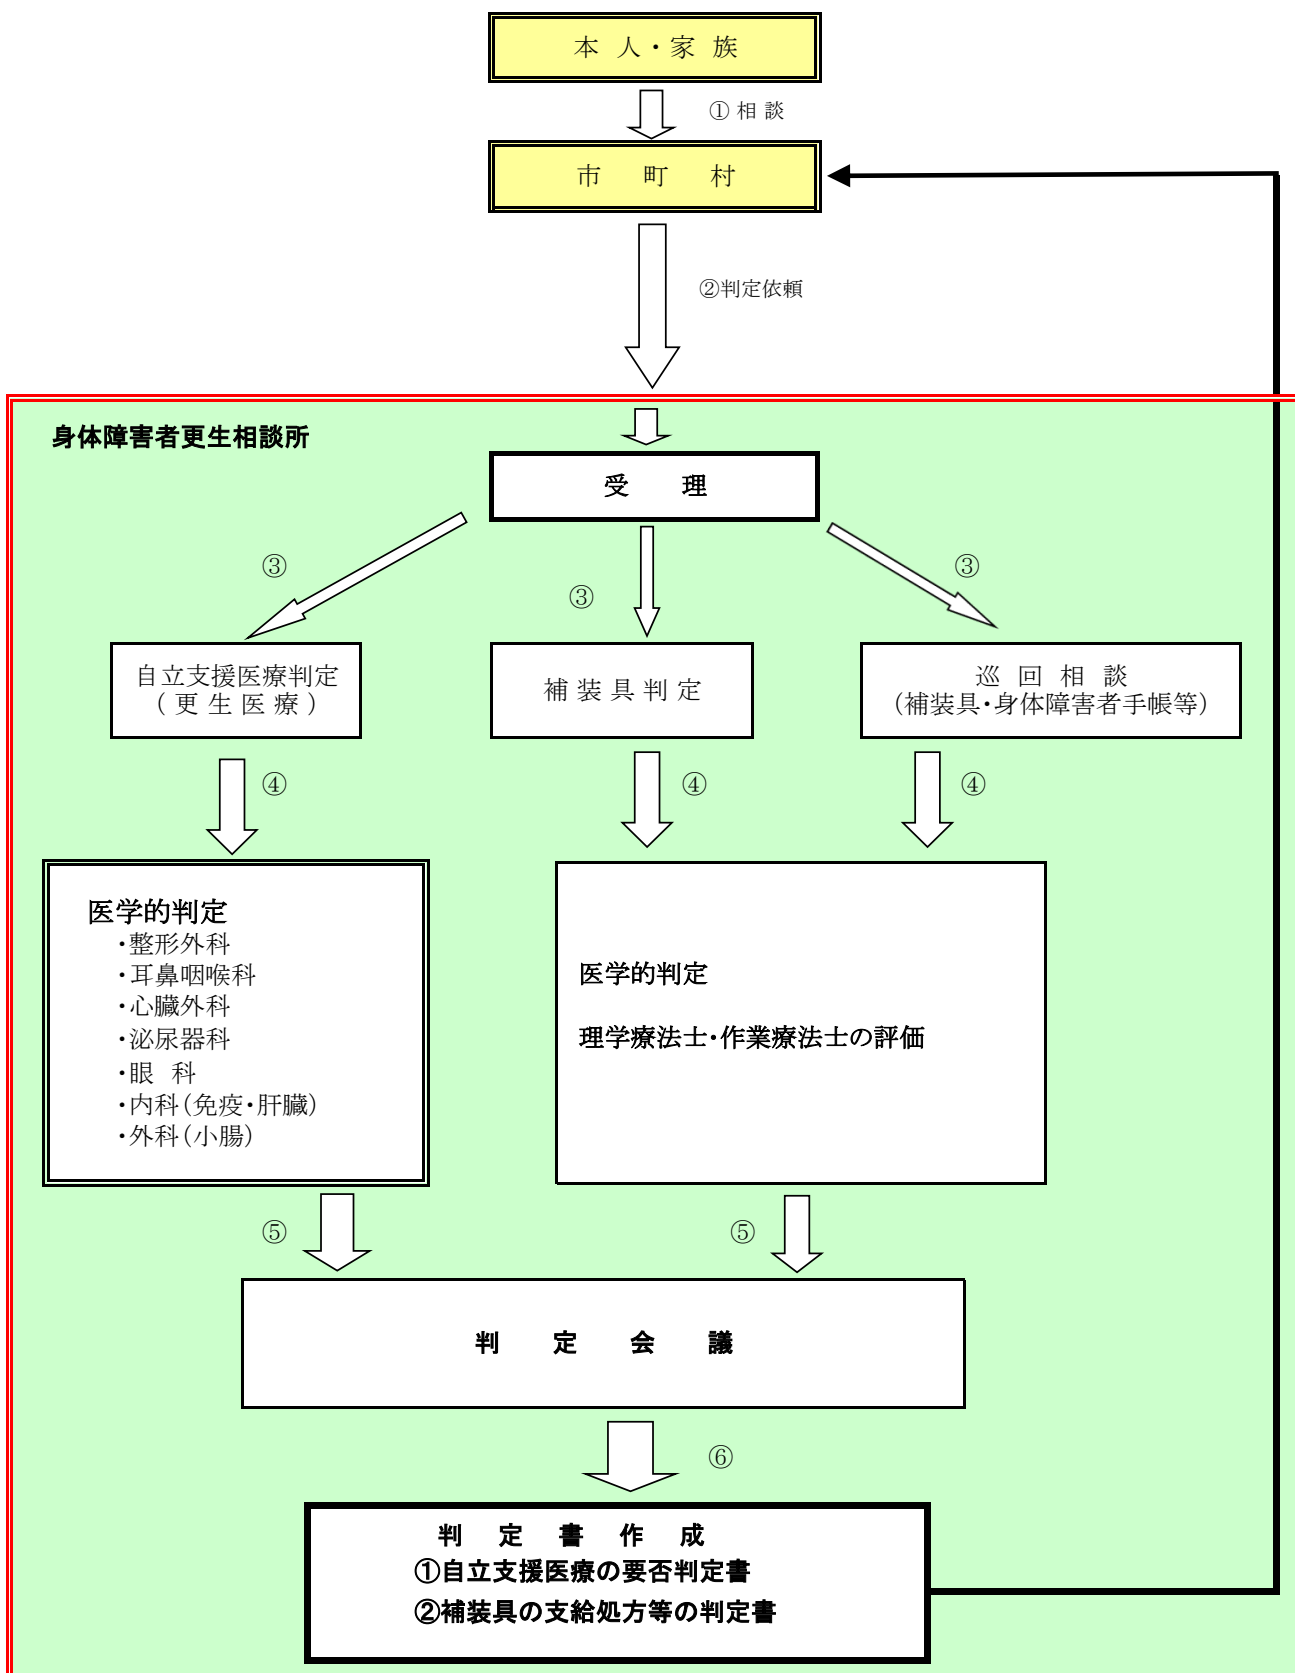 本 人・家 族
① 相 談
市 町 村
②判定依頼
身体障害者更生相談所
受 理
③
③
③
自立支援医療判定
(更生医療)
補装具判定
巡 回 相 談
(補装具・身体障害者手帳等)
④
④
④
医学的判定
・整形外科
・耳鼻咽喉科
・心臓外科
・泌尿器科
・眼 科
・内科(免疫・肝臓)
・外科(小腸)
医学的判定
理学療法士・作業療法士の評価
⑤
⑤
判 定 会 議
⑥
判 定 書 作 成
①自立支援医療の要否判定書
②補装具の支給処方等の判定書